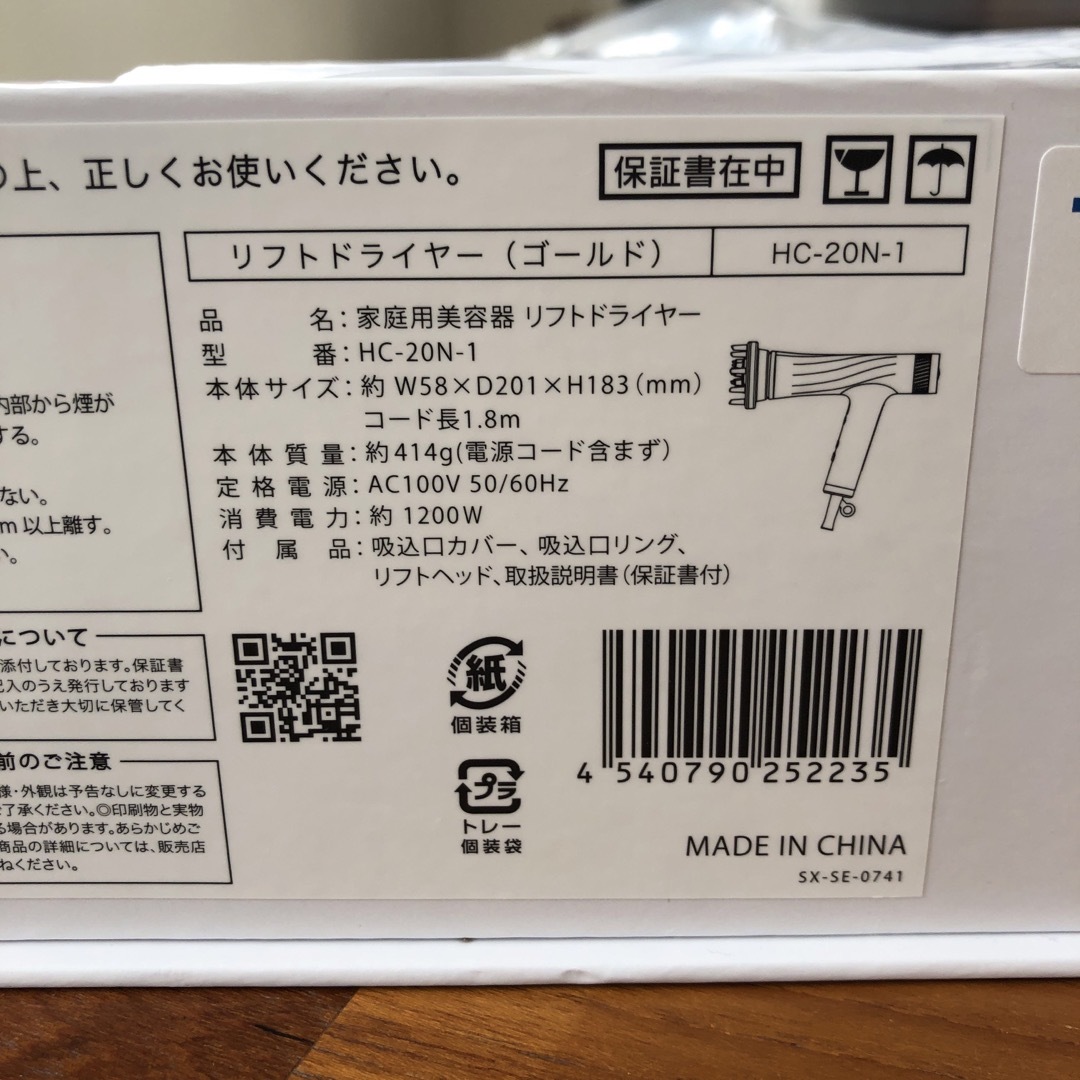 の上、正しくお使いください。
保証書在中
リフトドライヤー（ゴールド） HC-20N-1
品名：家庭用美容器 リフトドライヤー
型番：HC-20N-1
本体サイズ：約 W58×D201×H183（mm）
コード長1.8m
本体質量：約414g(電源コード含まず）
定格電源：AC100V 50/60Hz
消費電力：約 1200W
付属品：吸込口カバー、吸込口リング、
リフトヘッド、取扱説明書（保証書付）
内部から煙が
する。
ない。
m 以上離す。
い。
について
添付しております。保証書
記入のうえ発行しております
いただき大切に保管してく
前のご注意
様・外観は予告なしに変更する
了承ください。◎印刷物と実物
る場合があります。あらかじめご
商品の詳細については、販売店
ねください。
紙
個装箱
プラ
トレー
個装袋
4 540790 252235
MADE IN CHINA
SX-SE-0741